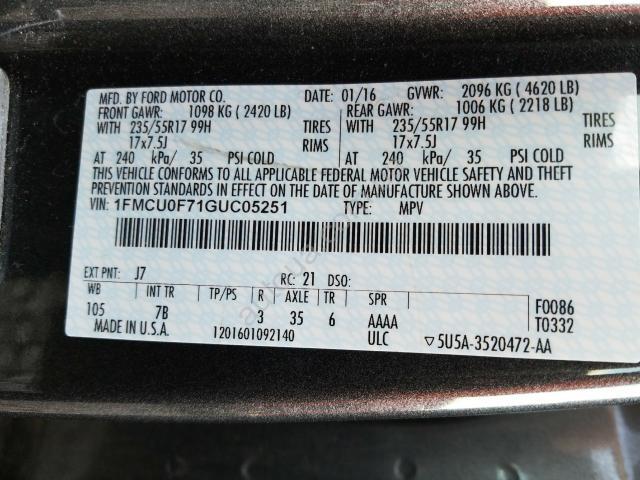 MFD. BY FORD MOTOR CO. DATE: 01/16 GVWR: 2096 KG ( 4620 LB)
FRONT GAWR: 1098 KG ( 2420 LB) REAR GAWR: 1006 KG ( 2218 LB)
WITH 235/55R17 99H TIRES WITH 235/55R17 99H TIRES
17x7.5J RIMS 17x7.5J RIMS
AT 240 kPa/ 35 PSI COLD AT 240 kPa/ 35 PSI COLD
THIS VEHICLE CONFORMS TO ALL APPLICABLE FEDERAL MOTOR VEHICLE SAFETY AND THEFT
PREVENTION STANDARDS IN EFFECT ON THE DATE OF MANUFACTURE SHOWN ABOVE.
VIN: 1FMCU0F71GUC05251 TYPE: MPV
EXT PNT: J7 RC: 21 DSO:
WB INT TR TP/PS R AXLE TR SPR
105 7B 3 35 6 AAAA F0086
MADE IN U.S.A. 1201601092140 ULC T0332
▽5U5A-3520472-AA